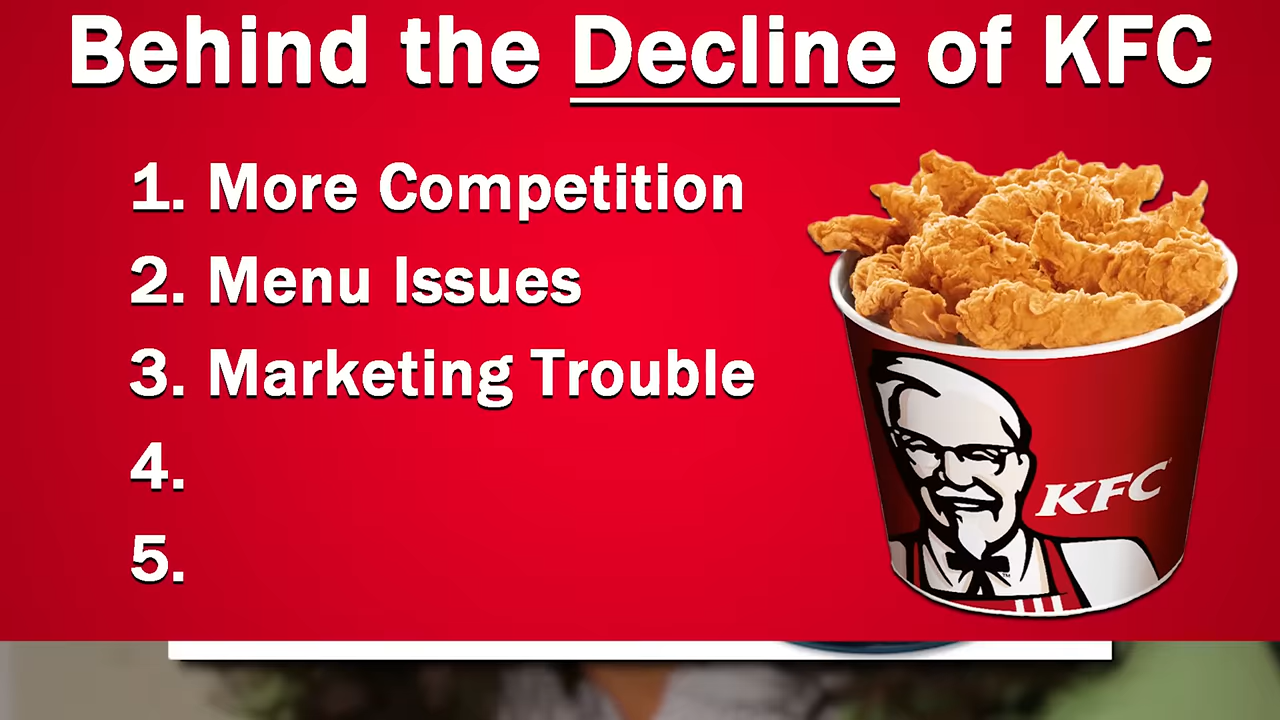 Behind the Decline of KFC
1. More Competition
2. Menu Issues
3. Marketing Trouble
4.
5.
KFC